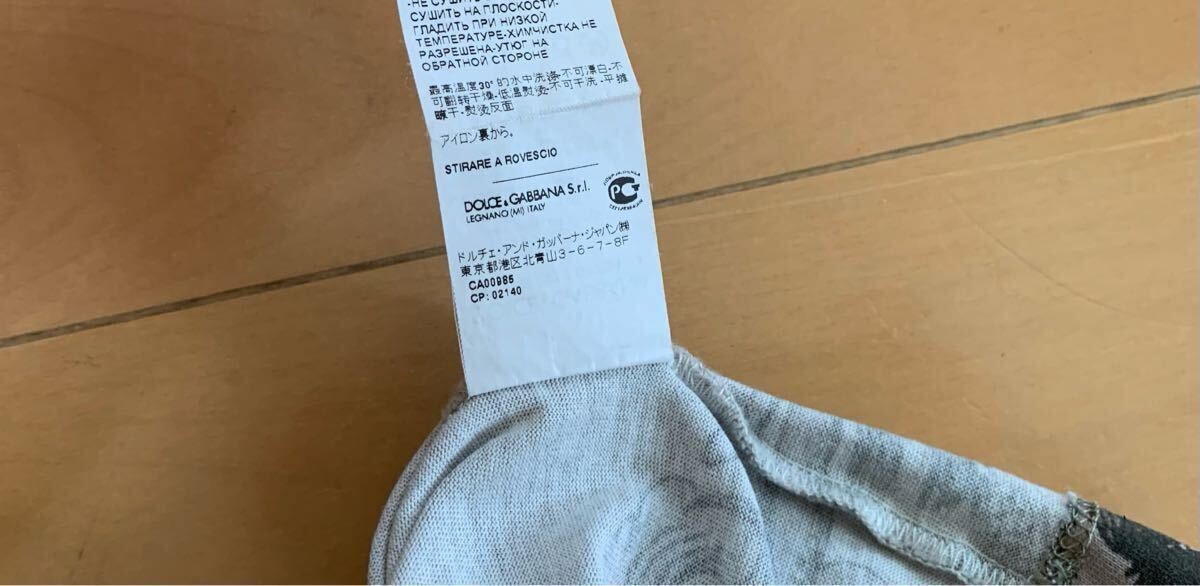 СУШИТЬ НА ПЛОСКОСТИ-
ГЛАДИТЬ ПРИ НИЗКОЙ
ТЕМПЕРАТУРЕ-ХИМЧИСТКА НЕ
РАЗРЕШЕНА-УТЮГ НА
ОБРАТНОЙ СТОРОНЕ
最高温度30°的水中洗涤-不可漂白-不
可翻转干燥-低温熨烫-不可干洗-平摊
晾干-熨烫反面
アイロン裏から。
STIRARE A ROVESCIO
DOLCE&GABBANA S.r.l.
LEGNANO (MI) ITALY
ドルチェ・アンド・ガッバーナ・ジャパン㈱
東京都港区北青山3-6-7-8F
CA00985
CP: 02140